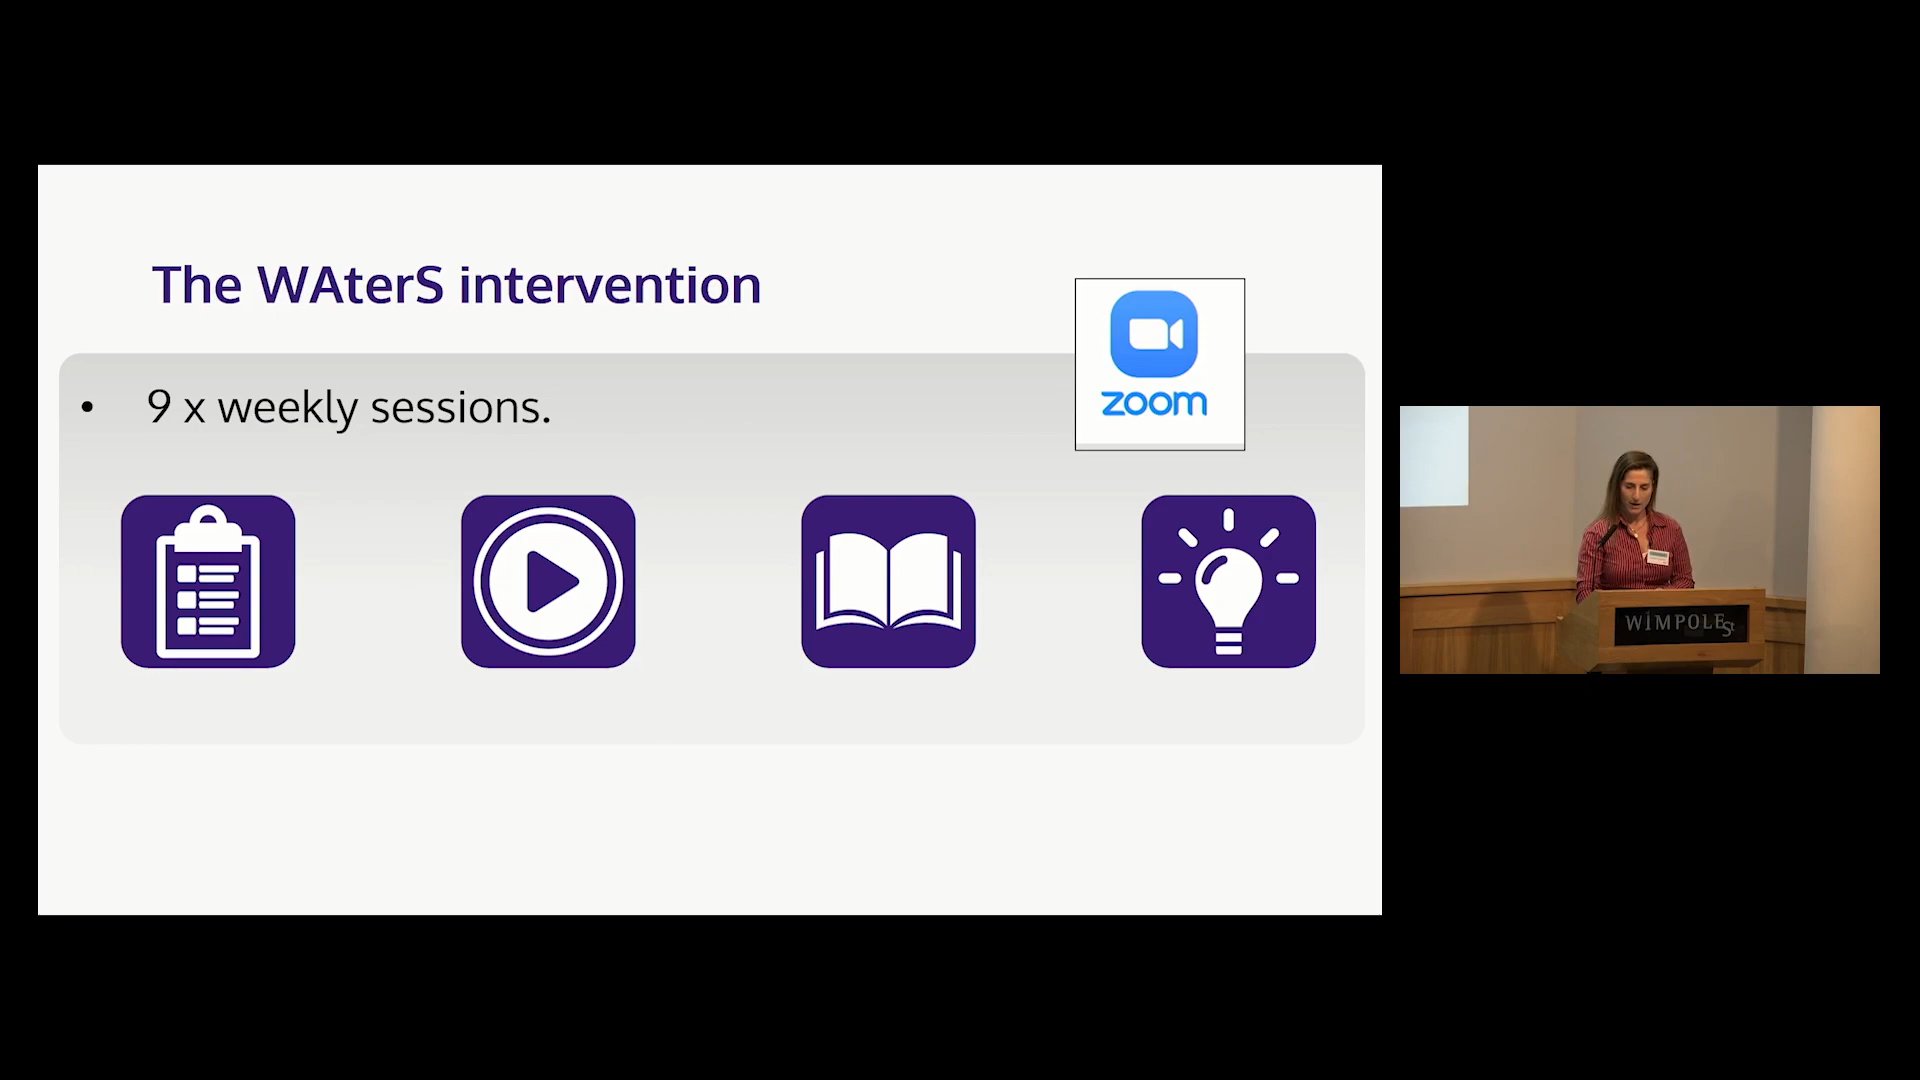 The WAterS intervention
zoom
• 9 x weekly sessions.
WIMPOLE St